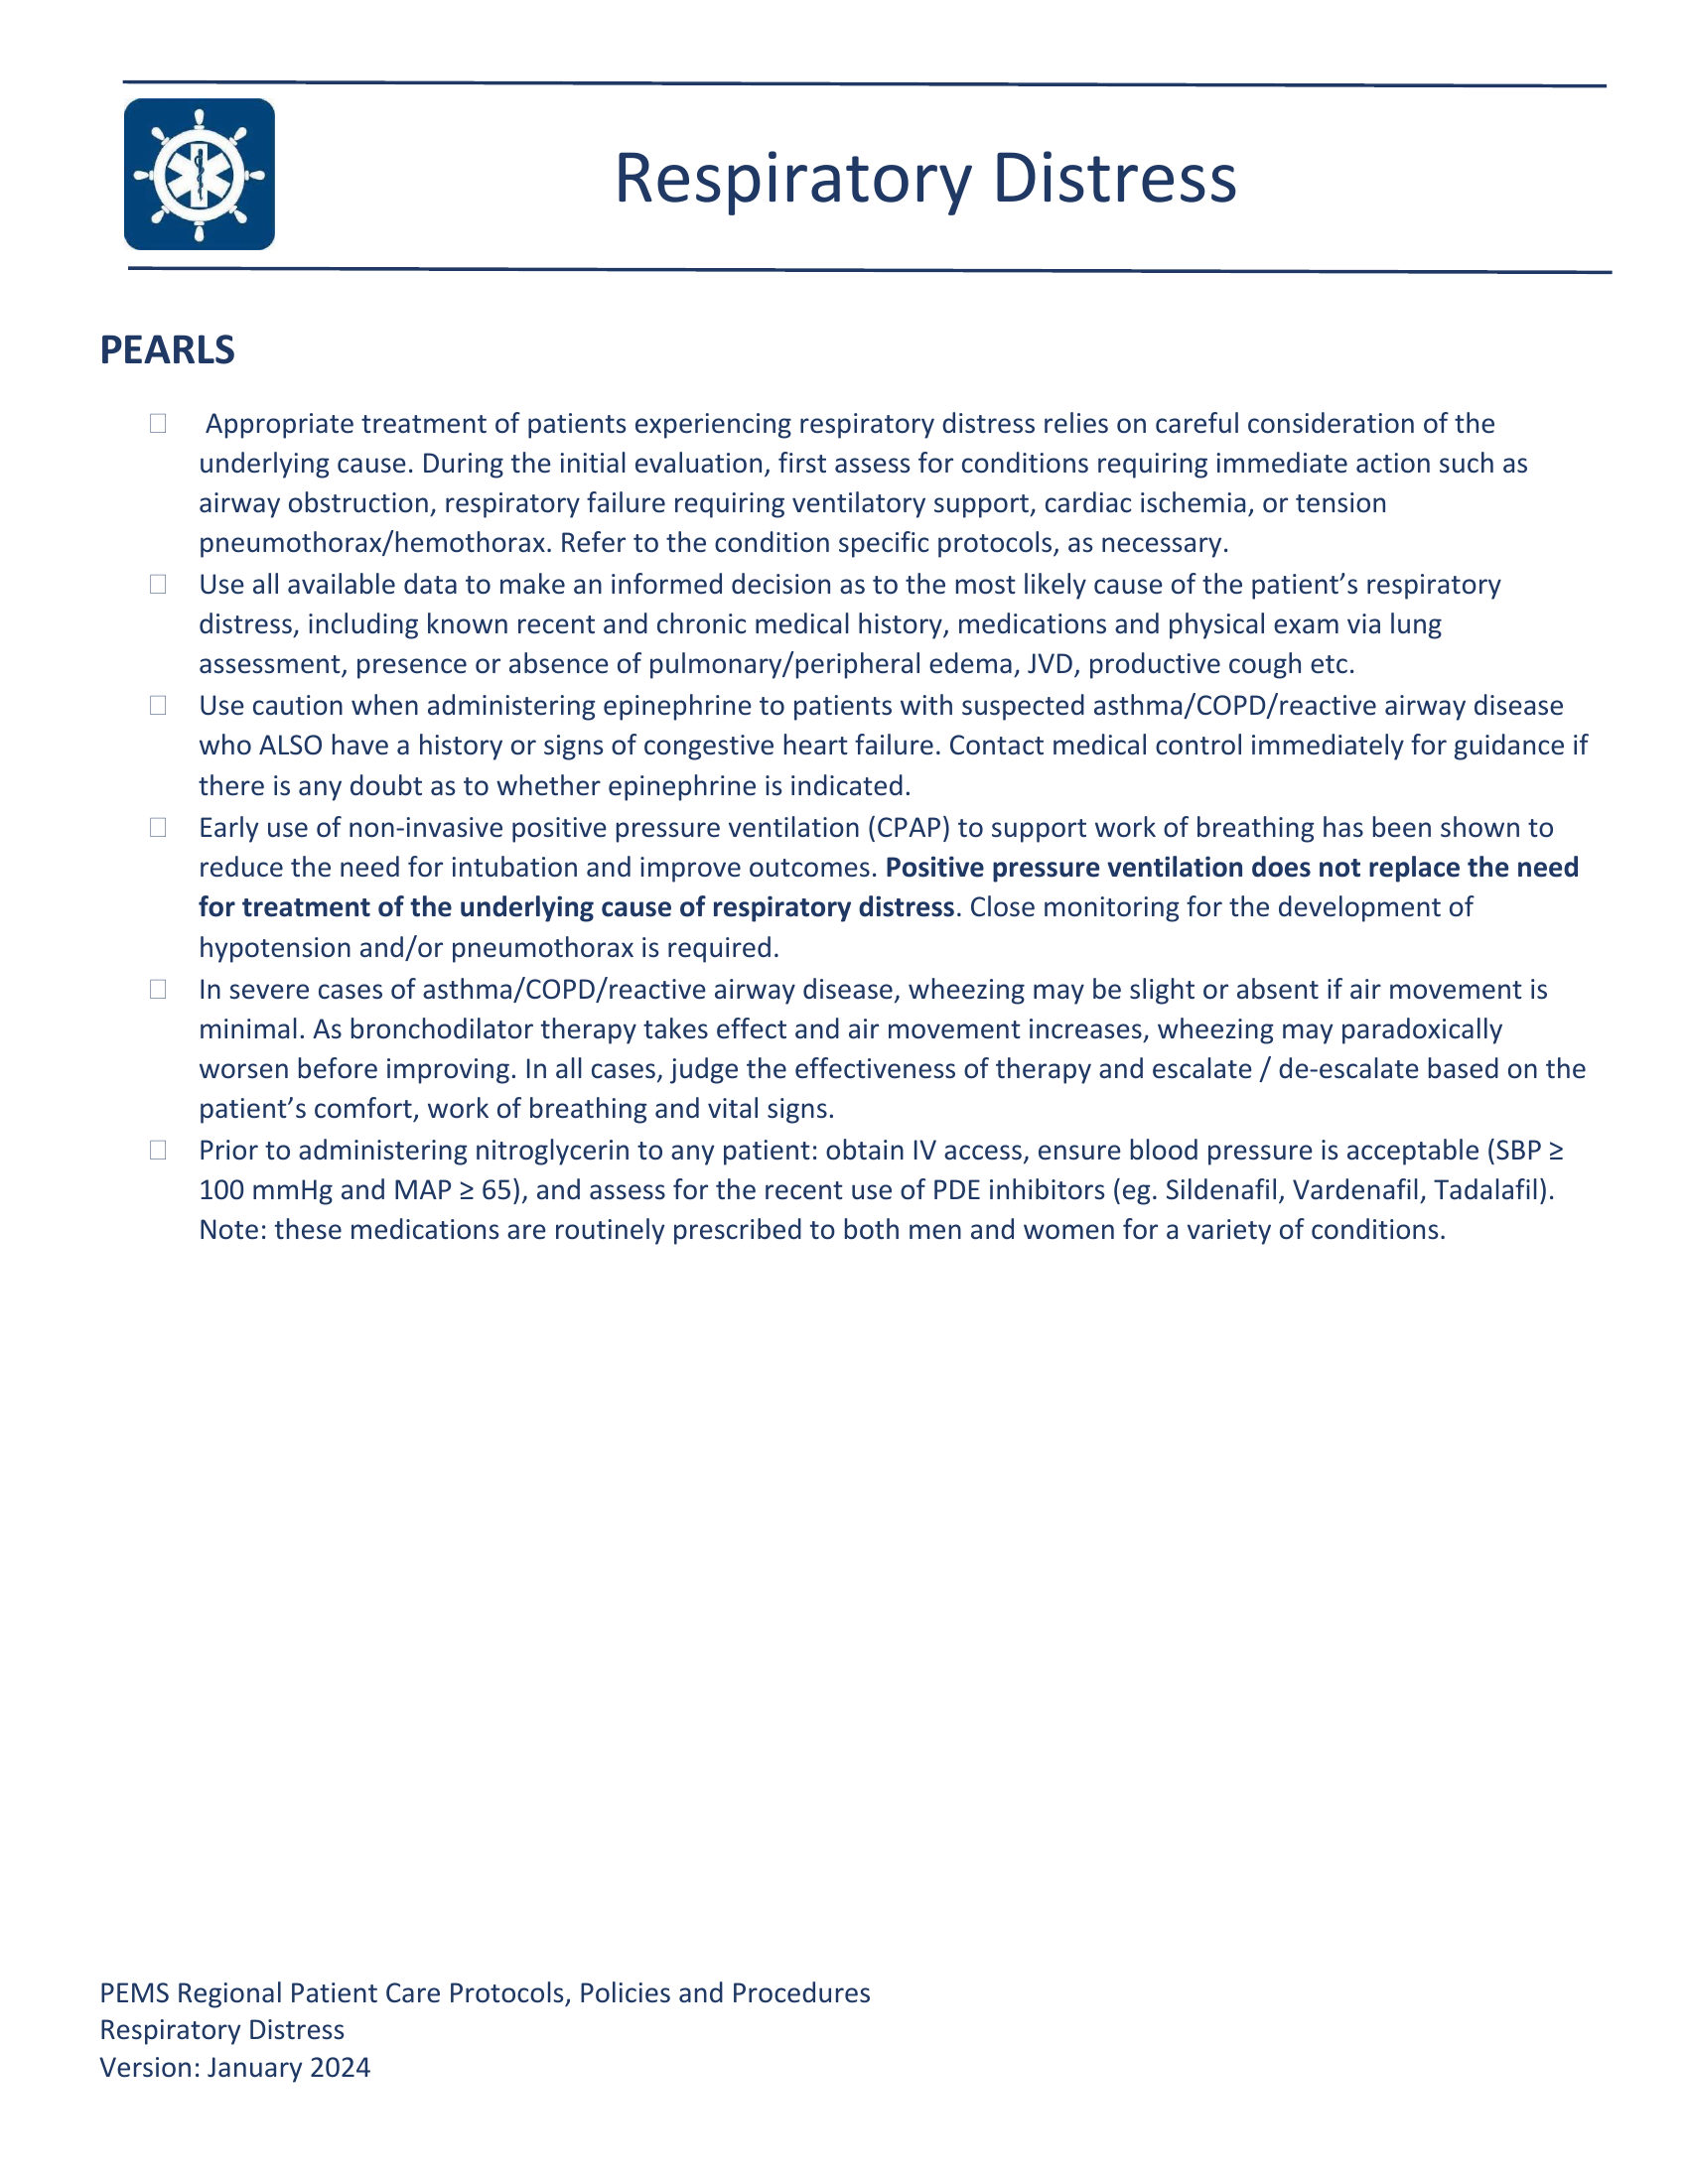 Respiratory Distress
PEARLS
Appropriate treatment of patients experiencing respiratory distress relies on careful consideration of the
underlying cause. During the initial evaluation, first assess for conditions requiring immediate action such as
airway obstruction, respiratory failure requiring ventilatory support, cardiac ischemia, or tension
pneumothorax/hemothorax. Refer to the condition specific protocols, as necessary.
Use all available data to make an informed decision as to the most likely cause of the patient’s respiratory
distress, including known recent and chronic medical history, medications and physical exam via lung
assessment, presence or absence of pulmonary/peripheral edema, JVD, productive cough etc.
Use caution when administering epinephrine to patients with suspected asthma/COPD/reactive airway disease
who ALSO have a history or signs of congestive heart failure. Contact medical control immediately for guidance if
there is any doubt as to whether epinephrine is indicated.
Early use of non-invasive positive pressure ventilation (CPAP) to support work of breathing has been shown to
reduce the need for intubation and improve outcomes. Positive pressure ventilation does not replace the need
for treatment of the underlying cause of respiratory distress. Close monitoring for the development of
hypotension and/or pneumothorax is required.
In severe cases of asthma/COPD/reactive airway disease, wheezing may be slight or absent if air movement is
minimal. As bronchodilator therapy takes effect and air movement increases, wheezing may paradoxically
worsen before improving. In all cases, judge the effectiveness of therapy and escalate / de-escalate based on the
patient’s comfort, work of breathing and vital signs.
Prior to administering nitroglycerin to any patient: obtain IV access, ensure blood pressure is acceptable (SBP ≥
100 mmHg and MAP ≥ 65), and assess for the recent use of PDE inhibitors (eg. Sildenafil, Vardenafil, Tadalafil).
Note: these medications are routinely prescribed to both men and women for a variety of conditions.
PEMS Regional Patient Care Protocols, Policies and Procedures
Respiratory Distress
Version: January 2024